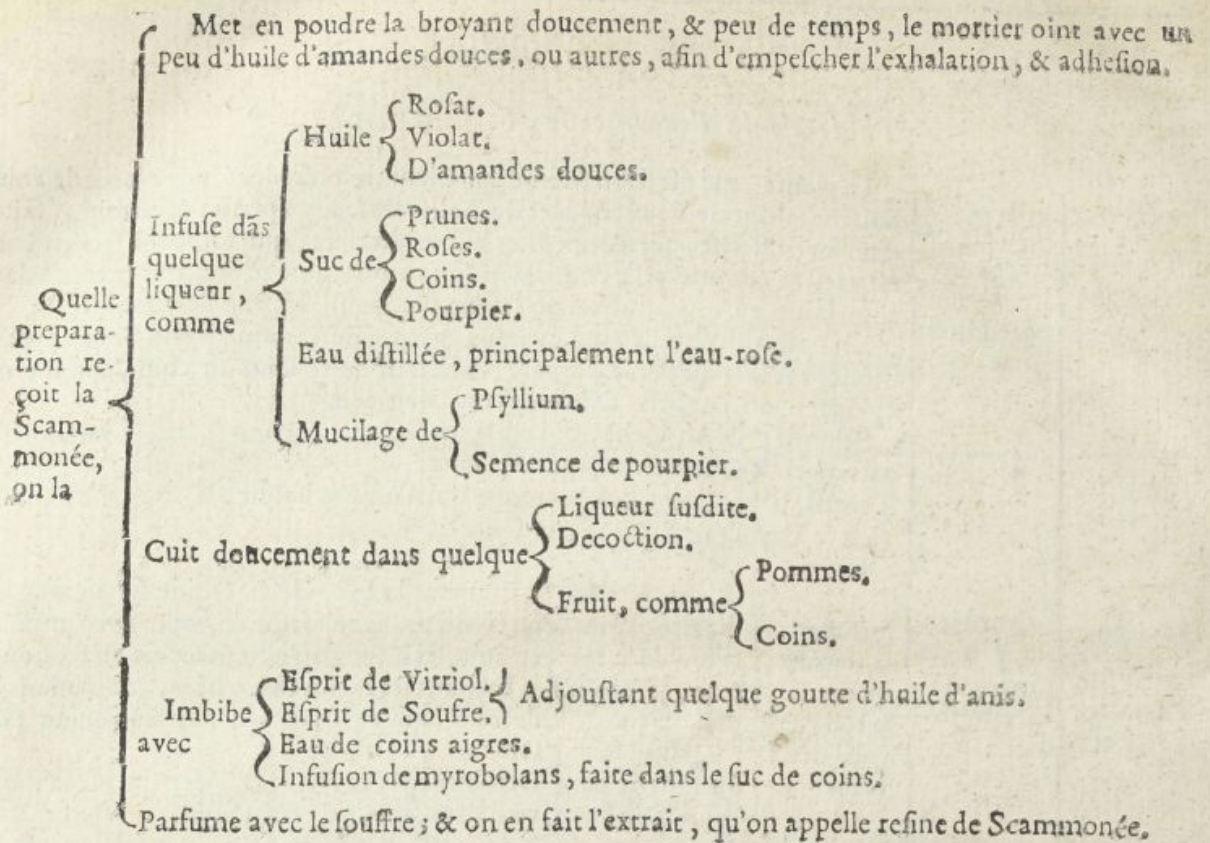 Met en poudre la broyant doucement, & peu de temps, le mortier oint avec un
peu d'huile d'amandes douces, ou autres, afin d'empeſcher l'exhalation, & adheſion.
Quelle
prepara-
tion re-
çoit la
Scam-
monée,
on la
Infuſe dãs
quelque
liqueur,
comme
Huile
Roſat.
Violat.
D'amandes douces.
Suc de
Prunes.
Roſes.
Coins.
Pourpier.
Eau diſtillée, principalement l'eau-roſe.
Mucilage de
Pſyllium.
Semence de pourpier.
Cuit doucement dans quelque
Liqueur ſuſdite.
Decoction.
Fruit, comme
Pommes.
Coins.
Imbibe
avec
Eſprit de Vitriol.
Eſprit de Soufre.
Adjouſtant quelque goutte d'huile d'anis.
Eau de coins aigres.
Infuſion de myrobolans, faite dans le ſuc de coins.
Parfume avec le ſouffre; & on en fait l'extrait, qu'on appelle reſine de Scammonée.